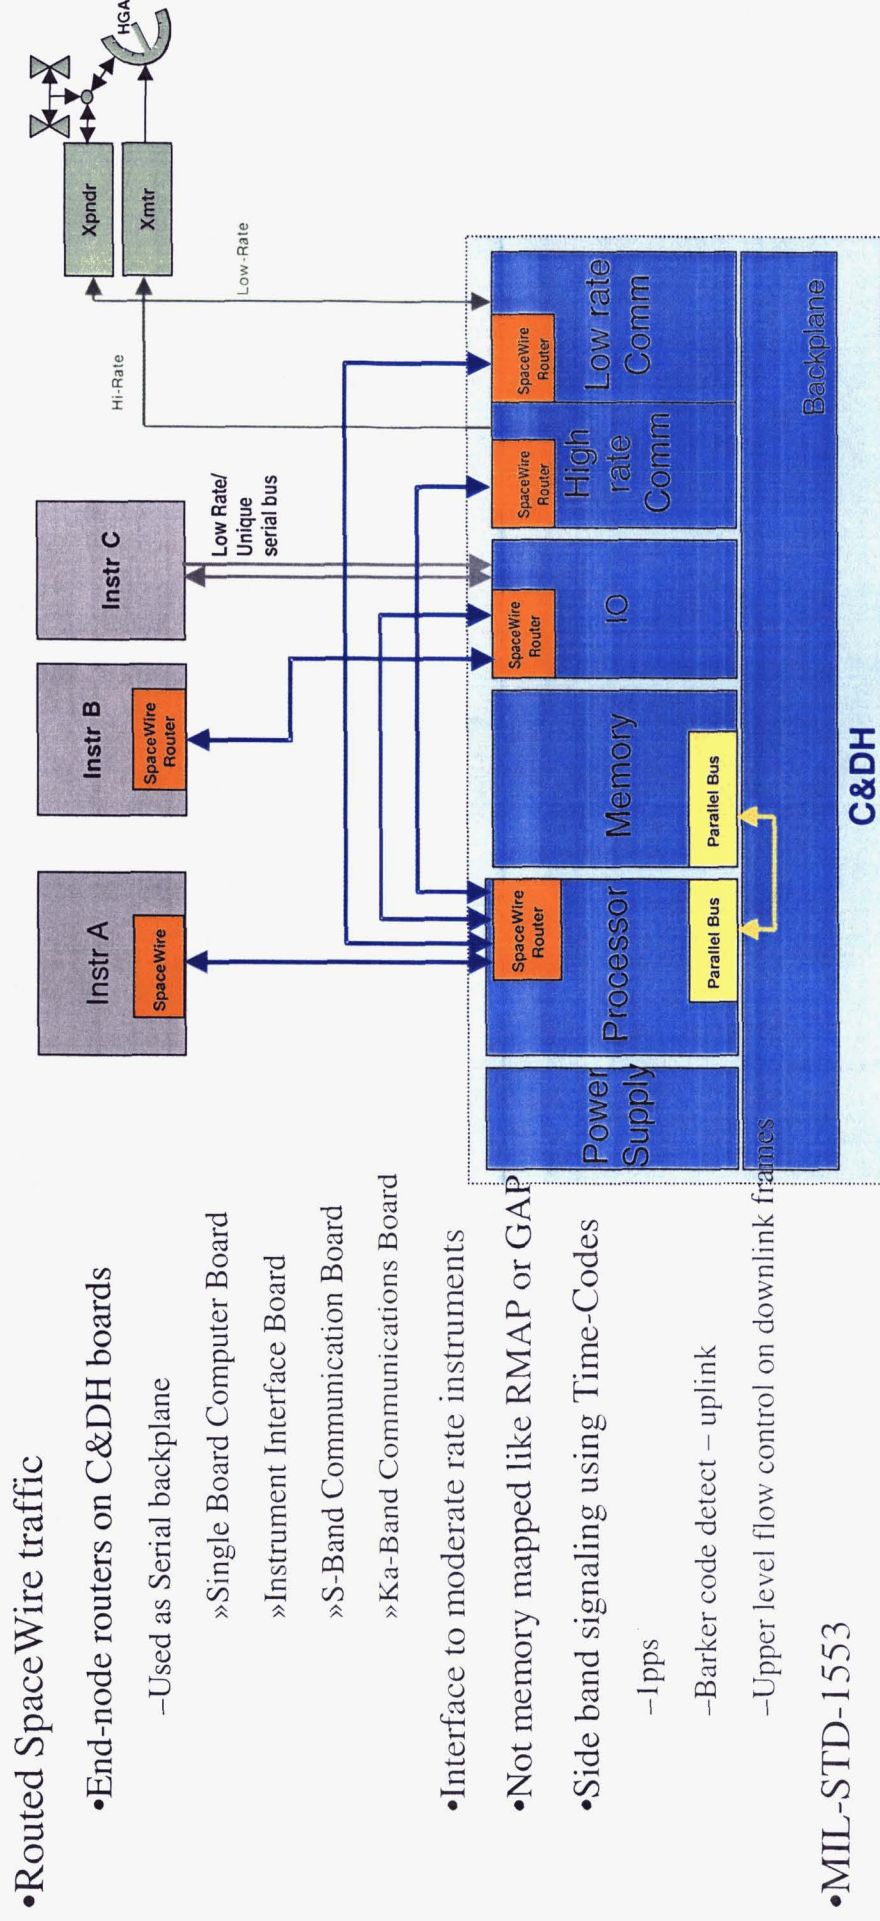 •Routed SpaceWire traffic
•End-node routers on C&DH boards
–Used as Serial backplane
»Single Board Computer Board
»Instrument Interface Board
»S-Band Communication Board
»Ka-Band Communications Board
•Interface to moderate rate instruments
•Not memory mapped like RMAP or GAP
•Side band signaling using Time-Codes
–1pps
–Barker code detect – uplink
–Upper level flow control on downlink frames
•MIL-STD-1553
Instr A
SpaceWire
Instr B
SpaceWire
Router
Instr C
Low Rate/
Unique
serial bus
Xpndr
Xmtr
HGA
Hi-Rate
Low-Rate
Power
Supply
SpaceWire
Router
Processor
Parallel Bus
Memory
Parallel Bus
SpaceWire
Router
IO
SpaceWire
Router
High
rate
Comm
SpaceWire
Router
Low rate
Comm
Backplane
C&DH